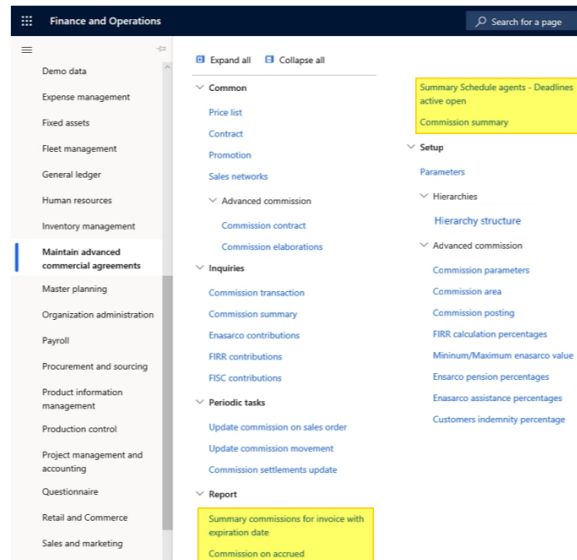 Finance and Operations
Search for a page
Demo data
Expense management
Fixed assets
Fleet management
General ledger
Human resources
Inventory management
Maintain advanced
commercial agreements
Master planning
Organization administration
Payroll
Procurement and sourcing
Product information
management
Production control
Project management and
accounting
Questionnaire
Retail and Commerce
Sales and marketing
Expand all
Collapse all
Common
Price list
Contract
Promotion
Sales networks
Advanced commission
Commission contract
Commission elaborations
Inquiries
Commission transaction
Commission summary
Enasarco contributions
FIRR contributions
FISC contributions
Periodic tasks
Update commission on sales order
Update commission movement
Commission settlements update
Report
Summary commissions for invoice with
expiration date
Commission on accrued
Summary Schedule agents - Deadlines
active open
Commission summary
Setup
Parameters
Hierarchies
Hierarchy structure
Advanced commission
Commission parameters
Commission area
Commission posting
FIRR calculation percentages
Mininum/Maximum enasarco value
Ensarco pension percentages
Enasarco assistance percentages
Customers indemnity percentage